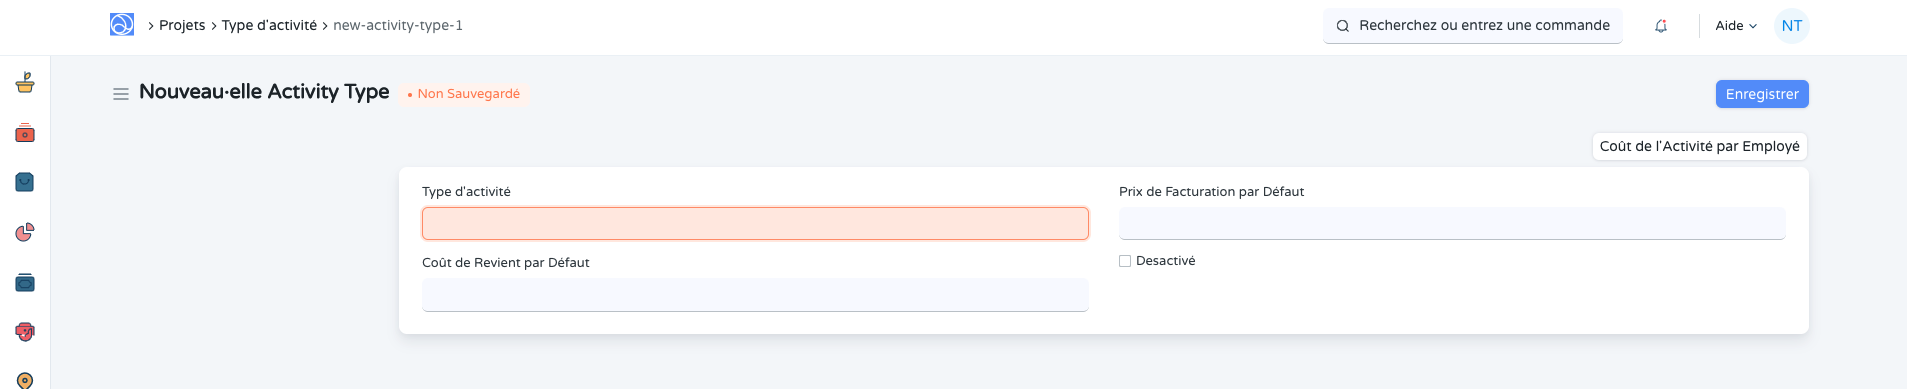 Projets Type d'activité new-activity-type-1
Recherchez ou entrez une commande
Aide
NT
Nouveau·elle Activity Type
Non Sauvegardé
Enregistrer
Coût de l'Activité par Employé
Type d'activité
Prix de Facturation par Défaut
Coût de Revient par Défaut
Desactivé